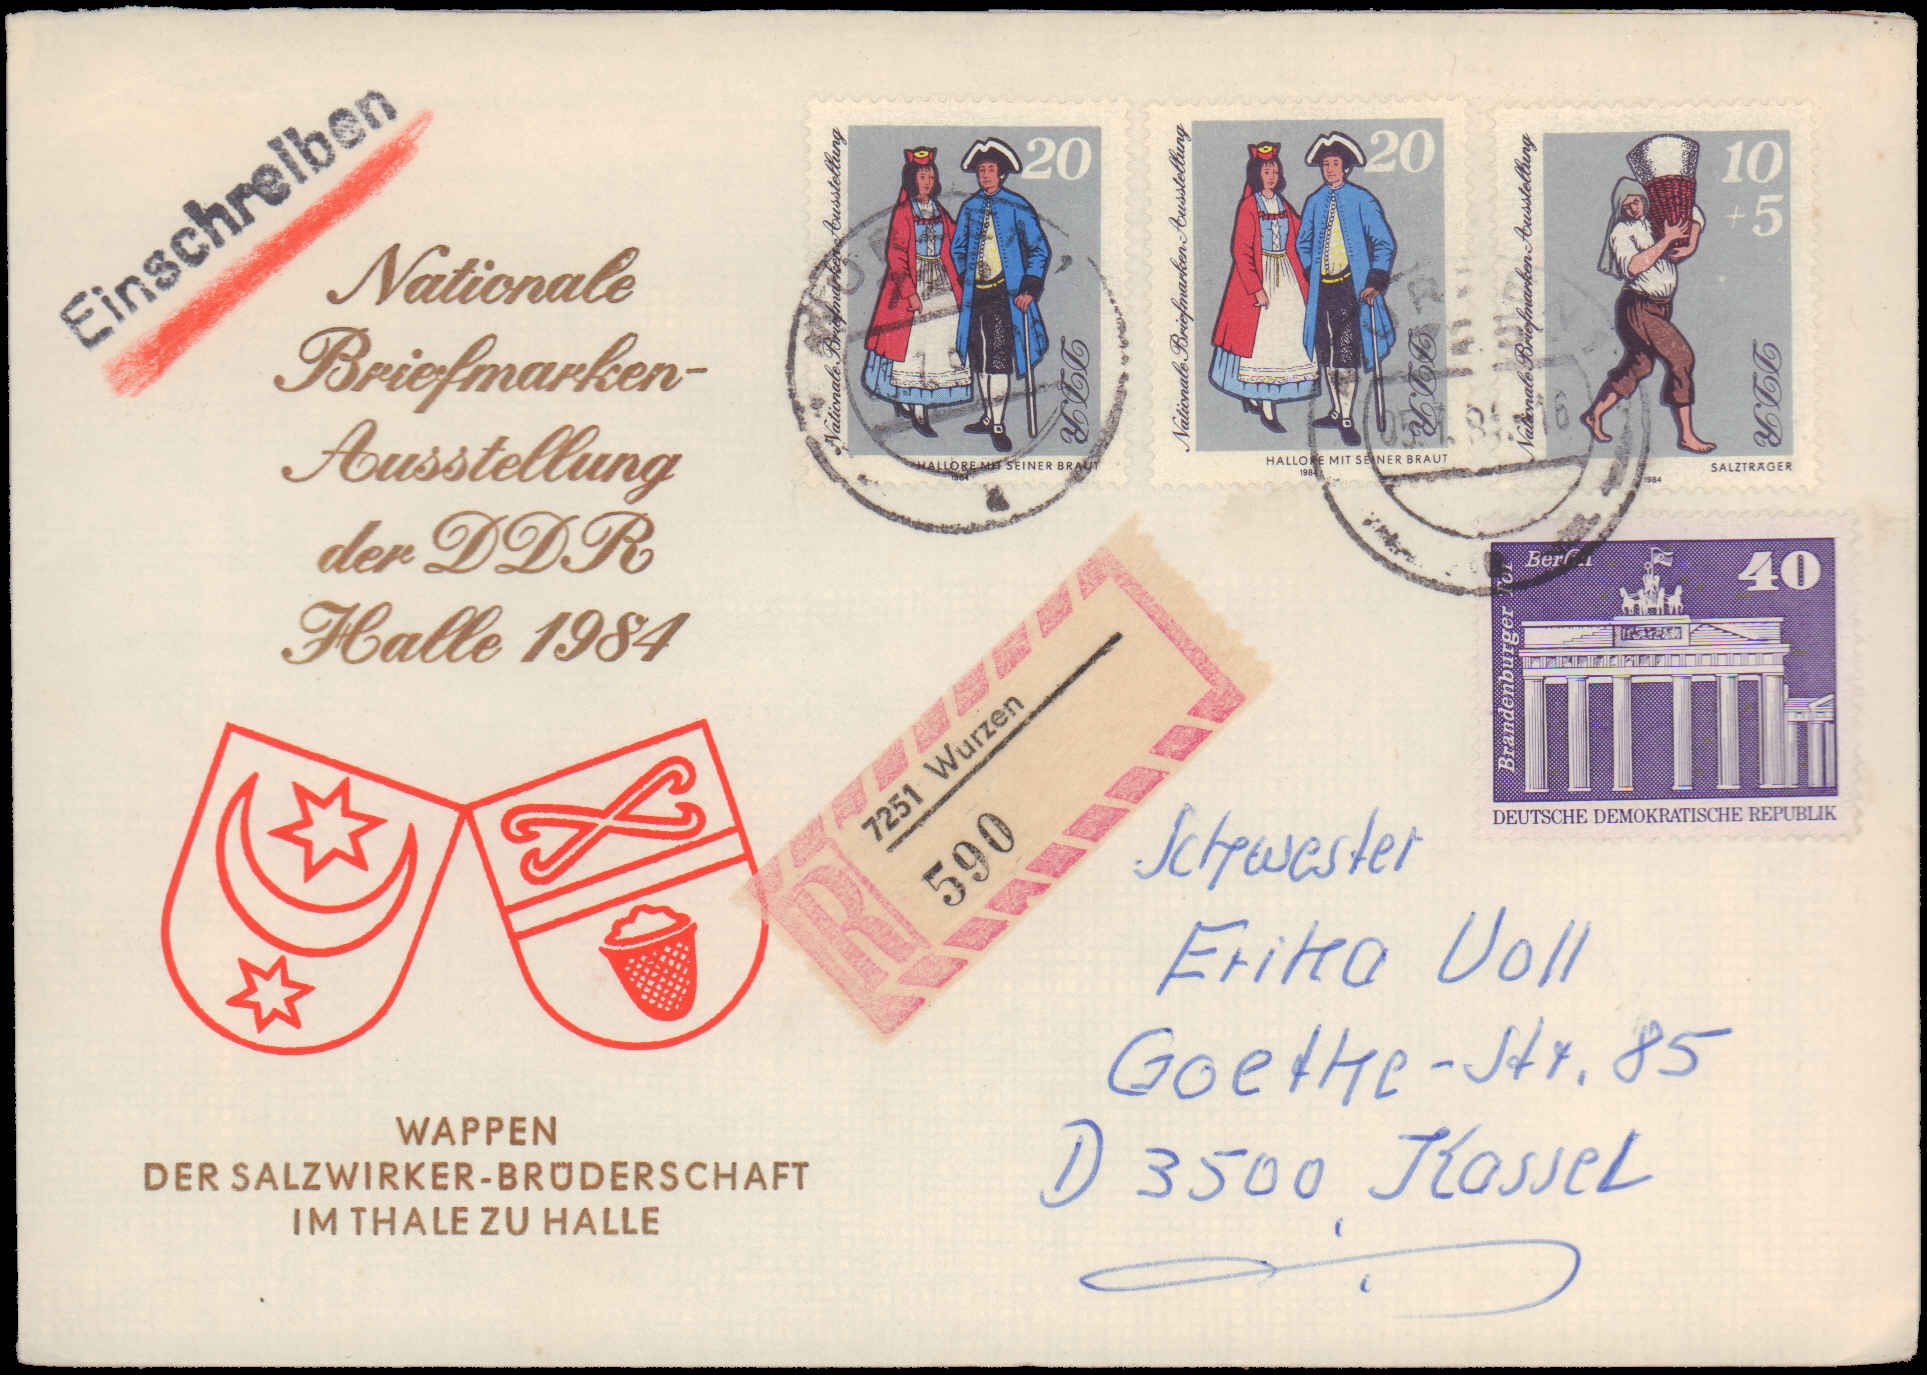 Einschreiben
Nationale
Briefmarken-
Ausstellung
der DDR
Halle 1984
WAPPEN
DER SALZWIRKER-BRÜDERSCHAFT
IM THALE ZU HALLE
Nationale Briefmarken-Ausstellung
20
DDR
HALLORE MIT SEINER BRAUT
1984
Nationale Briefmarken-Ausstellung
20
DDR
HALLORE MIT SEINER BRAUT
1984
Nationale Briefmarken-Ausstellung
10
+5
DDR
SALZTRÄGER
1984
Berlin
40
Brandenburger Tor
DEUTSCHE DEMOKRATISCHE REPUBLIK
R
7251 Wurzen
590
Schwester
Erika Voll
Goethe-Str. 85
D 3500 Kassel